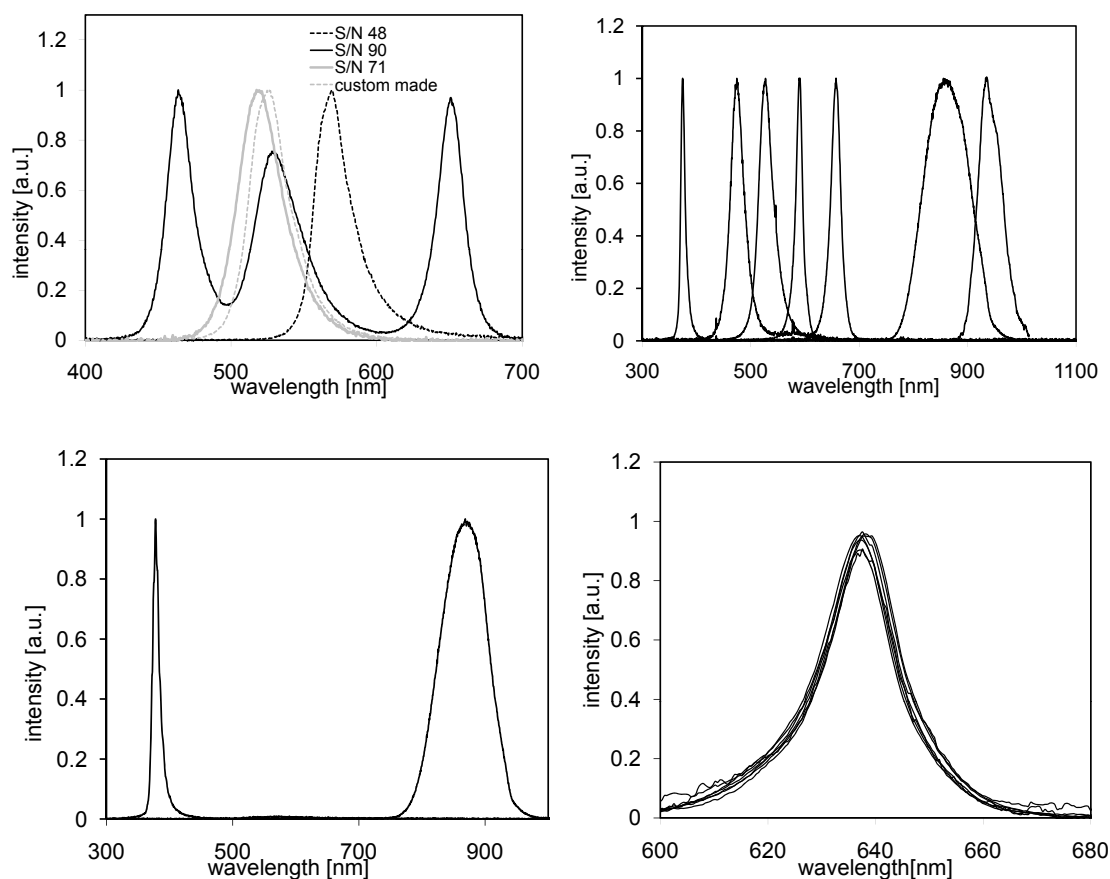 1.2
1
0.8
0.6
0.4
0.2
0
intensity [a.u.]
400 500 600 700
wavelength [nm]
S/N 48
S/N 90
S/N 71
custom made
1.2
1
0.8
0.6
0.4
0.2
0
intensity [a.u.]
300 500 700 900 1100
wavelength [nm]
1.2
1
0.8
0.6
0.4
0.2
0
intensity [a.u.]
300 500 700 900
wavelength [nm]
1.2
1
0.8
0.6
0.4
0.2
0
intensity [a.u.]
600 620 640 660 680
wavelength[nm]